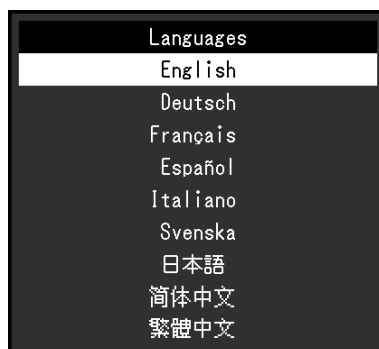 Languages
English
Deutsch
Français
Español
Italiano
Svenska
日本語
简体中文
繁體中文